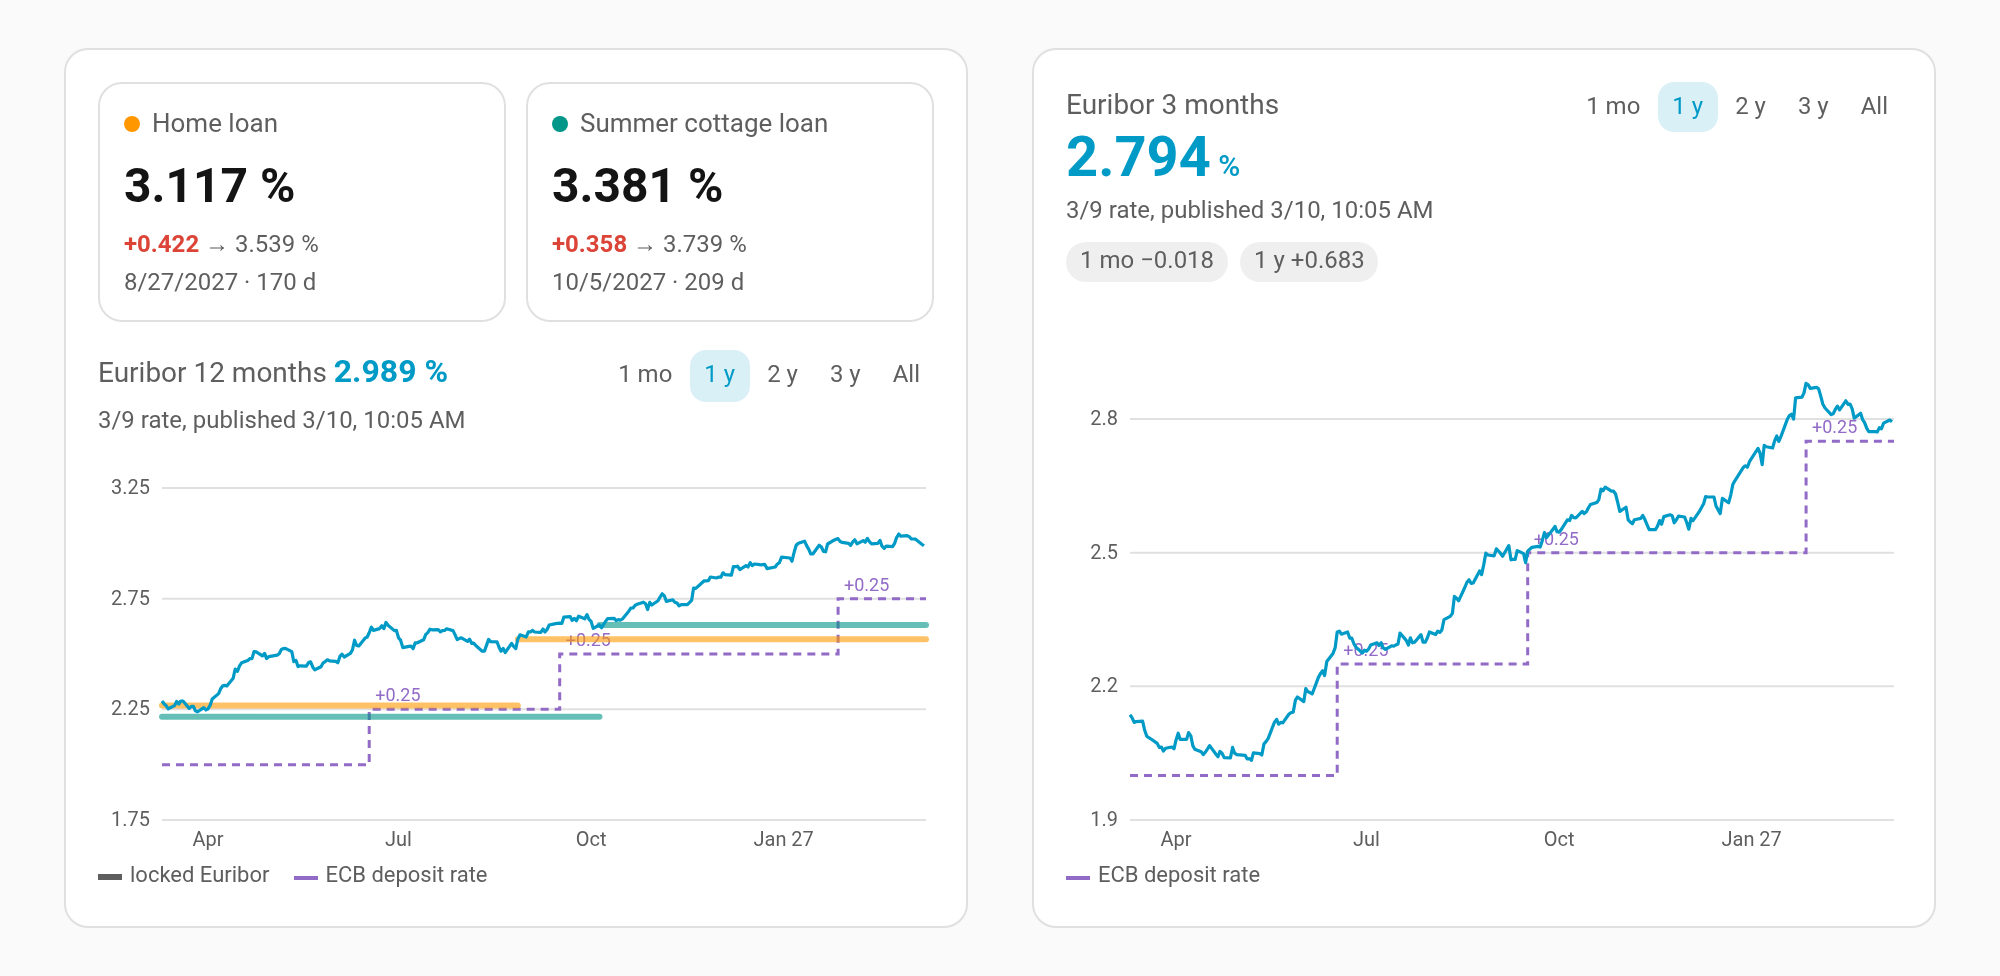 Home loan
3.117 %
+0.422 → 3.539 %
8/27/2027 · 170 d
Summer cottage loan
3.381 %
+0.358 → 3.739 %
10/5/2027 · 209 d
Euribor 12 months 2.989 %
1 mo 1 y 2 y 3 y All
3/9 rate, published 3/10, 10:05 AM
3.25
2.75
2.25
1.75
+0.25
+0.25
+0.25
Apr Jul Oct Jan 27
locked Euribor ECB deposit rate
Euribor 3 months
1 mo 1 y 2 y 3 y All
2.794 %
3/9 rate, published 3/10, 10:05 AM
1 mo −0.018 1 y +0.683
2.8
2.5
2.2
1.9
+0.25
+0.25
+0.25
Apr Jul Oct Jan 27
ECB deposit rate